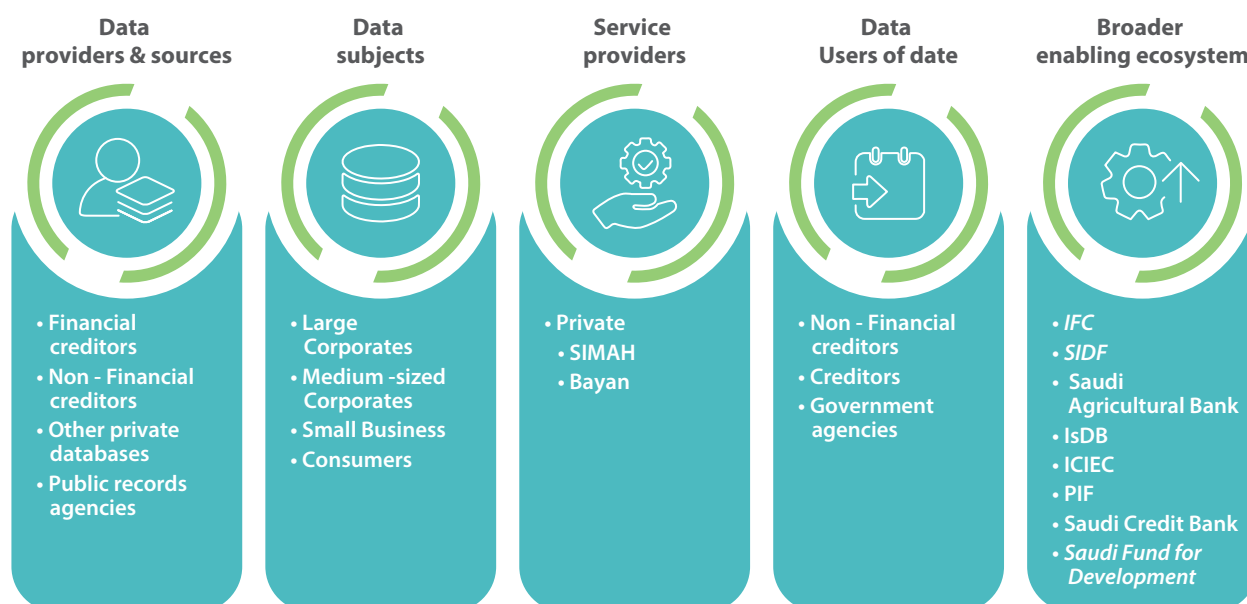 Data
providers & sources
• Financial
creditors
• Non - Financial
creditors
• Other private
databases
• Public records
agencies
Data
subjects
• Large
Corporates
• Medium -sized
Corporates
• Small Business
• Consumers
Service
providers
• Private
• SIMAH
• Bayan
Data
Users of date
• Non - Financial
creditors
• Creditors
• Government
agencies
Broader
enabling ecosystem
• IFC
• SIDF
• Saudi
Agricultural Bank
• IsDB
• ICIEC
• PIF
• Saudi Credit Bank
• Saudi Fund for
Development